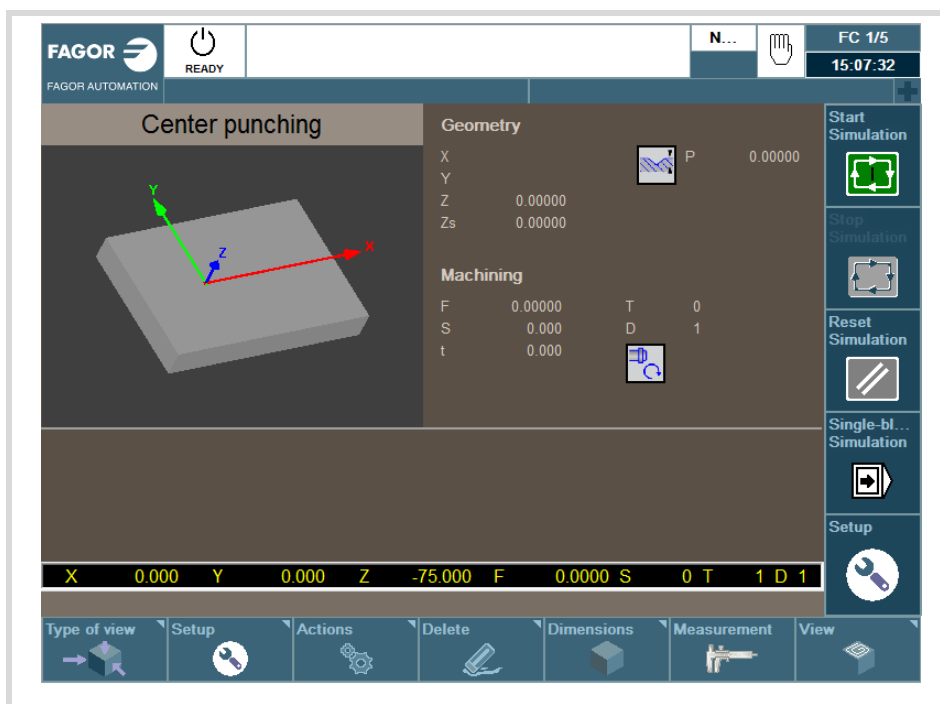 FAGOR
READY
N...
FC 1/5
15:07:32
FAGOR AUTOMATION
Center punching
Y
Z
X
Geometry
X P 0.00000
Y
Z 0.00000
Zs 0.00000
Machining
F 0.00000 T 0
S 0.000 D 1
t 0.000
Start
Simulation
Stop
Simulation
Reset
Simulation
Single-bl...
Simulation
Setup
X 0.000 Y 0.000 Z -75.000 F 0.0000 S 0 T 1 D 1
Type of view Setup Actions Delete Dimensions Measurement View